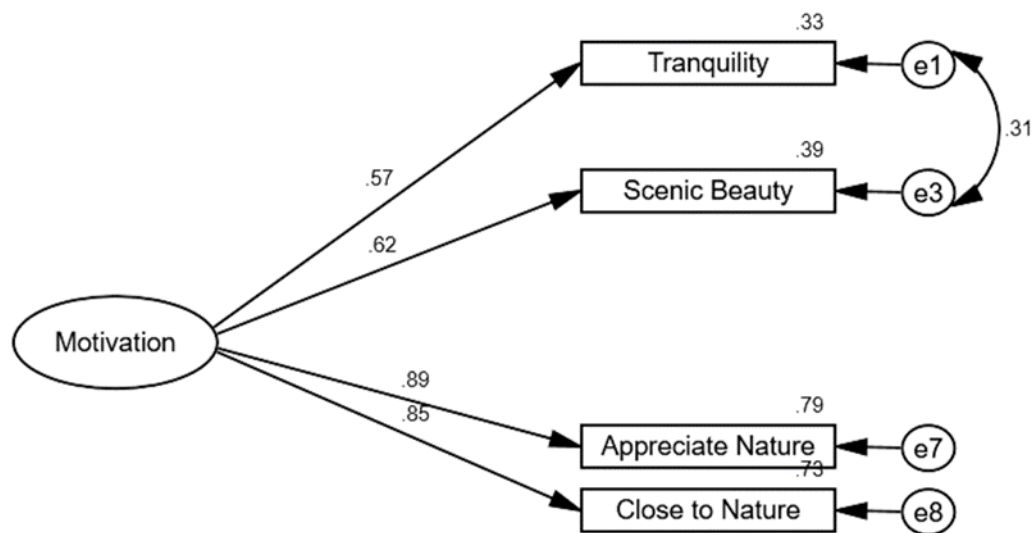 .33
Tranquility
e1
.31
.39
Scenic Beauty
e3
.57
.62
Motivation
.89
.85
.79
Appreciate Nature
e7
.73
Close to Nature
e8